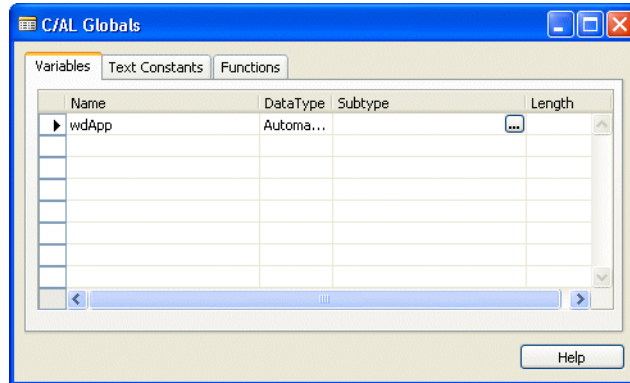 C/AL Globals
Variables Text Constants Functions
Name DataType Subtype Length
wdApp Automa... ...
Help